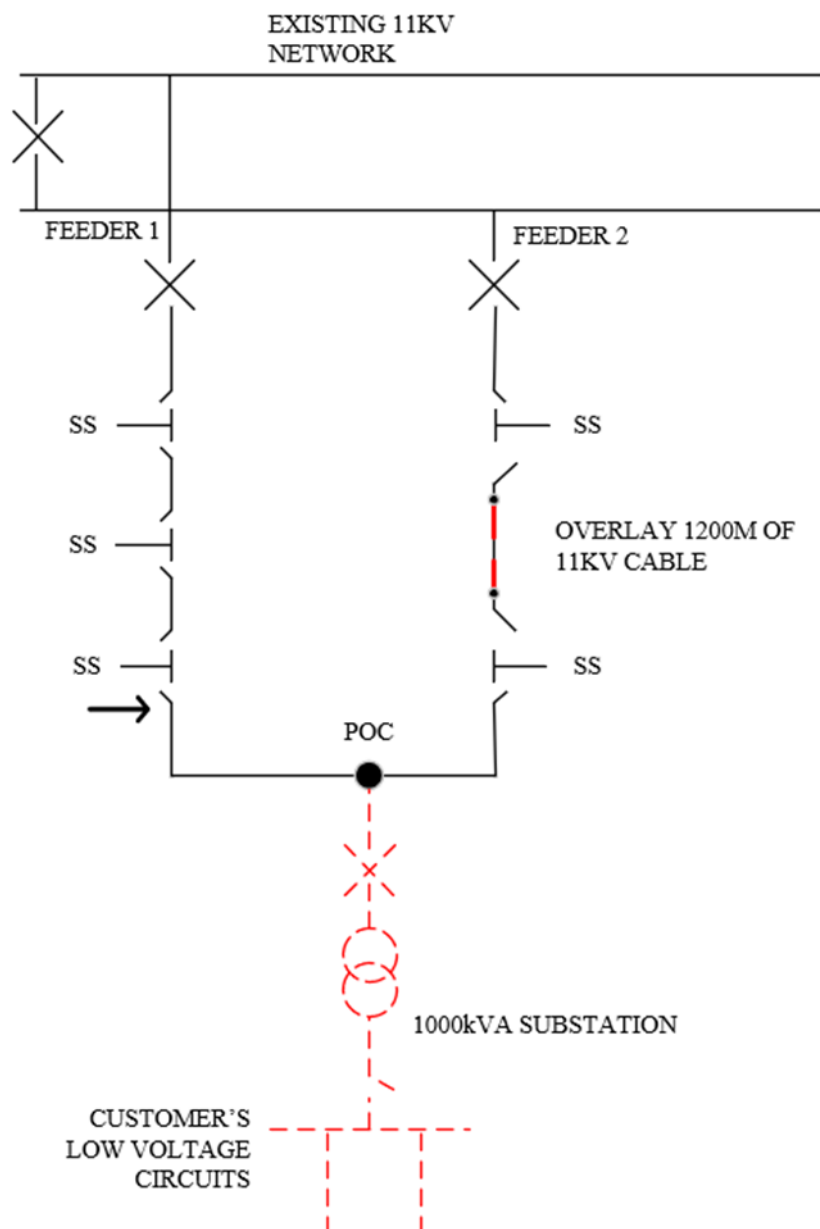 EXISTING 11KV
NETWORK
FEEDER 1
FEEDER 2
SS
SS
SS
OVERLAY 1200M OF
11KV CABLE
SS
SS
POC
1000kVA SUBSTATION
CUSTOMER’S
LOW VOLTAGE
CIRCUITS